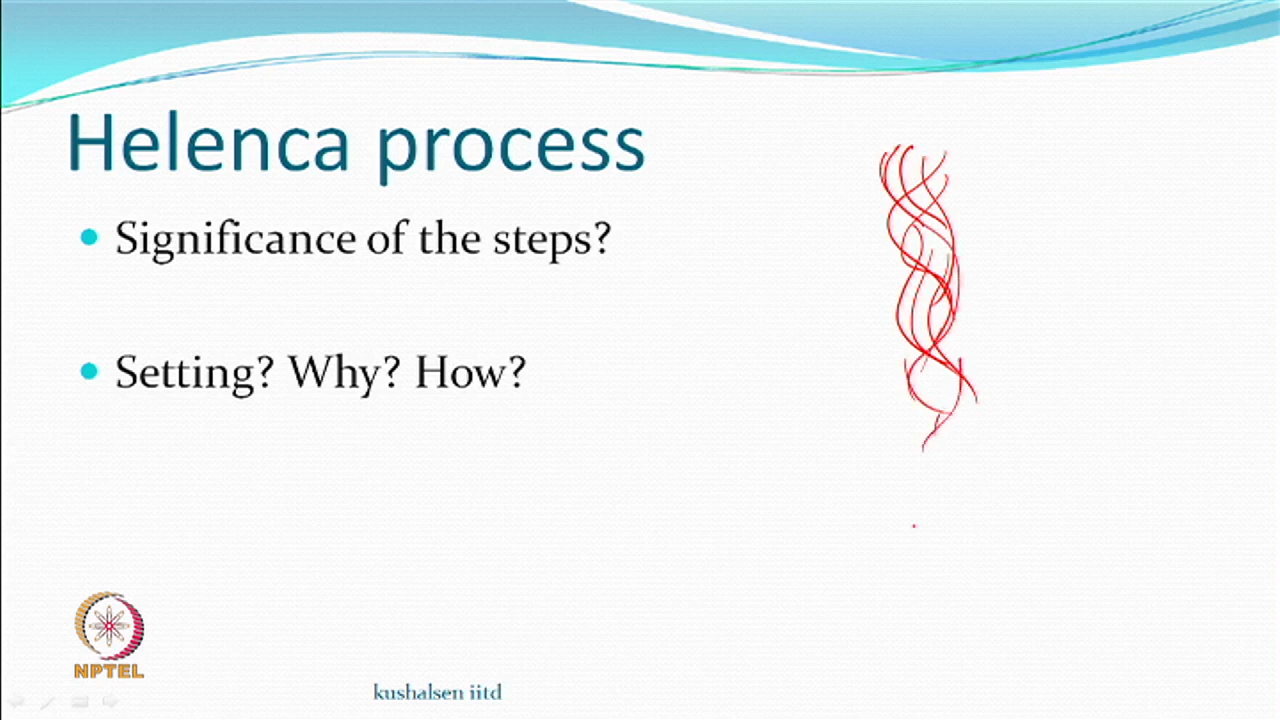 Helenca process
Significance of the steps?
Setting? Why? How?
NPTEL
kushalsen iitd